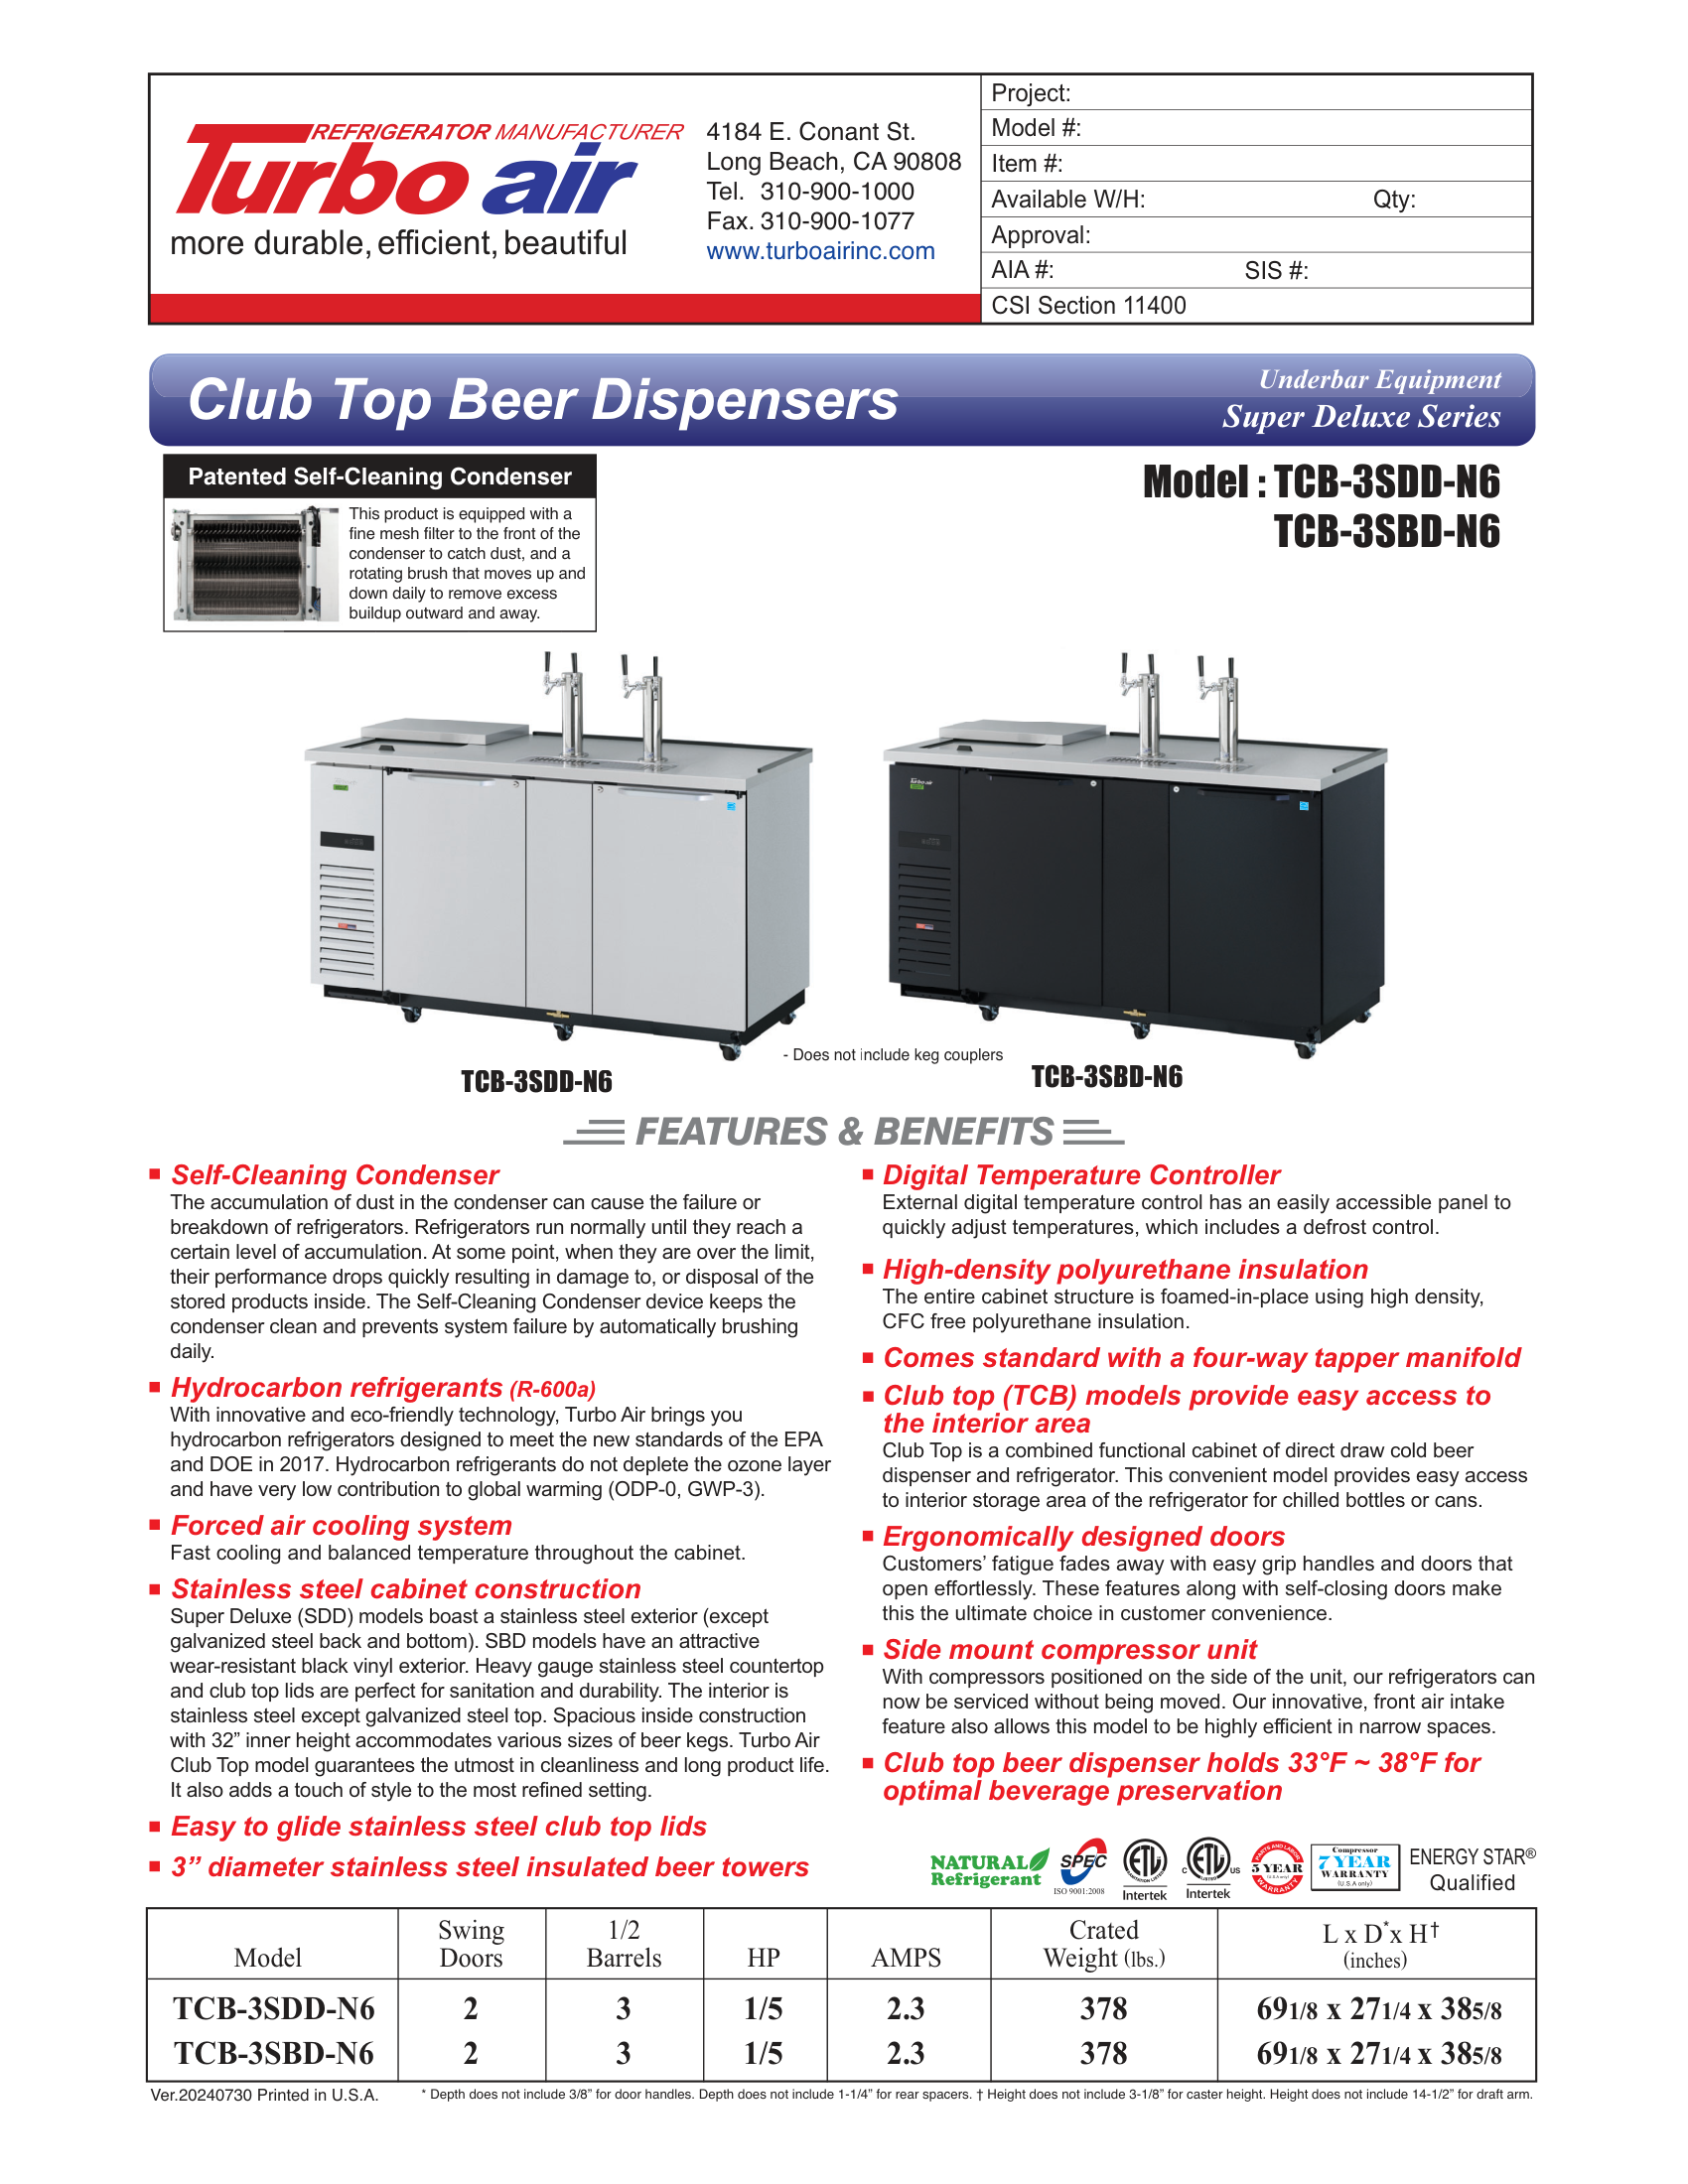 REFRIGERATOR MANUFACTURER
Turbo air
more durable, efficient, beautiful
4184 E. Conant St.
Long Beach, CA 90808
Tel. 310-900-1000
Fax. 310-900-1077
www.turboairinc.com
Project:
Model #:
Item #:
Available W/H: Qty:
Approval:
AIA #: SIS #:
CSI Section 11400
Club Top Beer Dispensers
Underbar Equipment
Super Deluxe Series
Patented Self-Cleaning Condenser
This product is equipped with a
fine mesh filter to the front of the
condenser to catch dust, and a
rotating brush that moves up and
down daily to remove excess
buildup outward and away.
Model : TCB-3SDD-N6
TCB-3SBD-N6
- Does not include keg couplers
TCB-3SDD-N6
TCB-3SBD-N6
FEATURES & BENEFITS
Self-Cleaning Condenser
The accumulation of dust in the condenser can cause the failure or
breakdown of refrigerators. Refrigerators run normally until they reach a
certain level of accumulation. At some point, when they are over the limit,
their performance drops quickly resulting in damage to, or disposal of the
stored products inside. The Self-Cleaning Condenser device keeps the
condenser clean and prevents system failure by automatically brushing
daily.
Hydrocarbon refrigerants (R-600a)
With innovative and eco-friendly technology, Turbo Air brings you
hydrocarbon refrigerators designed to meet the new standards of the EPA
and DOE in 2017. Hydrocarbon refrigerants do not deplete the ozone layer
and have very low contribution to global warming (ODP-0, GWP-3).
Forced air cooling system
Fast cooling and balanced temperature throughout the cabinet.
Stainless steel cabinet construction
Super Deluxe (SDD) models boast a stainless steel exterior (except
galvanized steel back and bottom). SBD models have an attractive
wear-resistant black vinyl exterior. Heavy gauge stainless steel countertop
and club top lids are perfect for sanitation and durability. The interior is
stainless steel except galvanized steel top. Spacious inside construction
with 32” inner height accommodates various sizes of beer kegs. Turbo Air
Club Top model guarantees the utmost in cleanliness and long product life.
It also adds a touch of style to the most refined setting.
Easy to glide stainless steel club top lids
3” diameter stainless steel insulated beer towers
Digital Temperature Controller
External digital temperature control has an easily accessible panel to
quickly adjust temperatures, which includes a defrost control.
High-density polyurethane insulation
The entire cabinet structure is foamed-in-place using high density,
CFC free polyurethane insulation.
Comes standard with a four-way tapper manifold
Club top (TCB) models provide easy access to
the interior area
Club Top is a combined functional cabinet of direct draw cold beer
dispenser and refrigerator. This convenient model provides easy access
to interior storage area of the refrigerator for chilled bottles or cans.
Ergonomically designed doors
Customers’ fatigue fades away with easy grip handles and doors that
open effortlessly. These features along with self-closing doors make
this the ultimate choice in customer convenience.
Side mount compressor unit
With compressors positioned on the side of the unit, our refrigerators can
now be serviced without being moved. Our innovative, front air intake
feature also allows this model to be highly efficient in narrow spaces.
Club top beer dispenser holds 33°F ~ 38°F for
optimal beverage preservation
NATURAL
Refrigerant
SPEC
ISO 9001:2008
ETL
Intertek
C ETL US
Intertek
PARTS AND LABOR
5 YEAR
(U.S.A only)
WARRANTY
Compressor
7 YEAR
WARRANTY
(U.S.A only)
ENERGY STAR®
Qualified
Model Swing Doors 1/2 Barrels HP AMPS Crated Weight (lbs.) L x D* x H† (inches)
TCB-3SDD-N6 2 3 1/5 2.3 378 69 1/8 x 27 1/4 x 38 5/8
TCB-3SBD-N6 2 3 1/5 2.3 378 69 1/8 x 27 1/4 x 38 5/8
Ver.20240730 Printed in U.S.A.
* Depth does not include 3/8” for door handles. Depth does not include 1-1/4” for rear spacers. † Height does not include 3-1/8” for caster height. Height does not include 14-1/2” for draft arm.